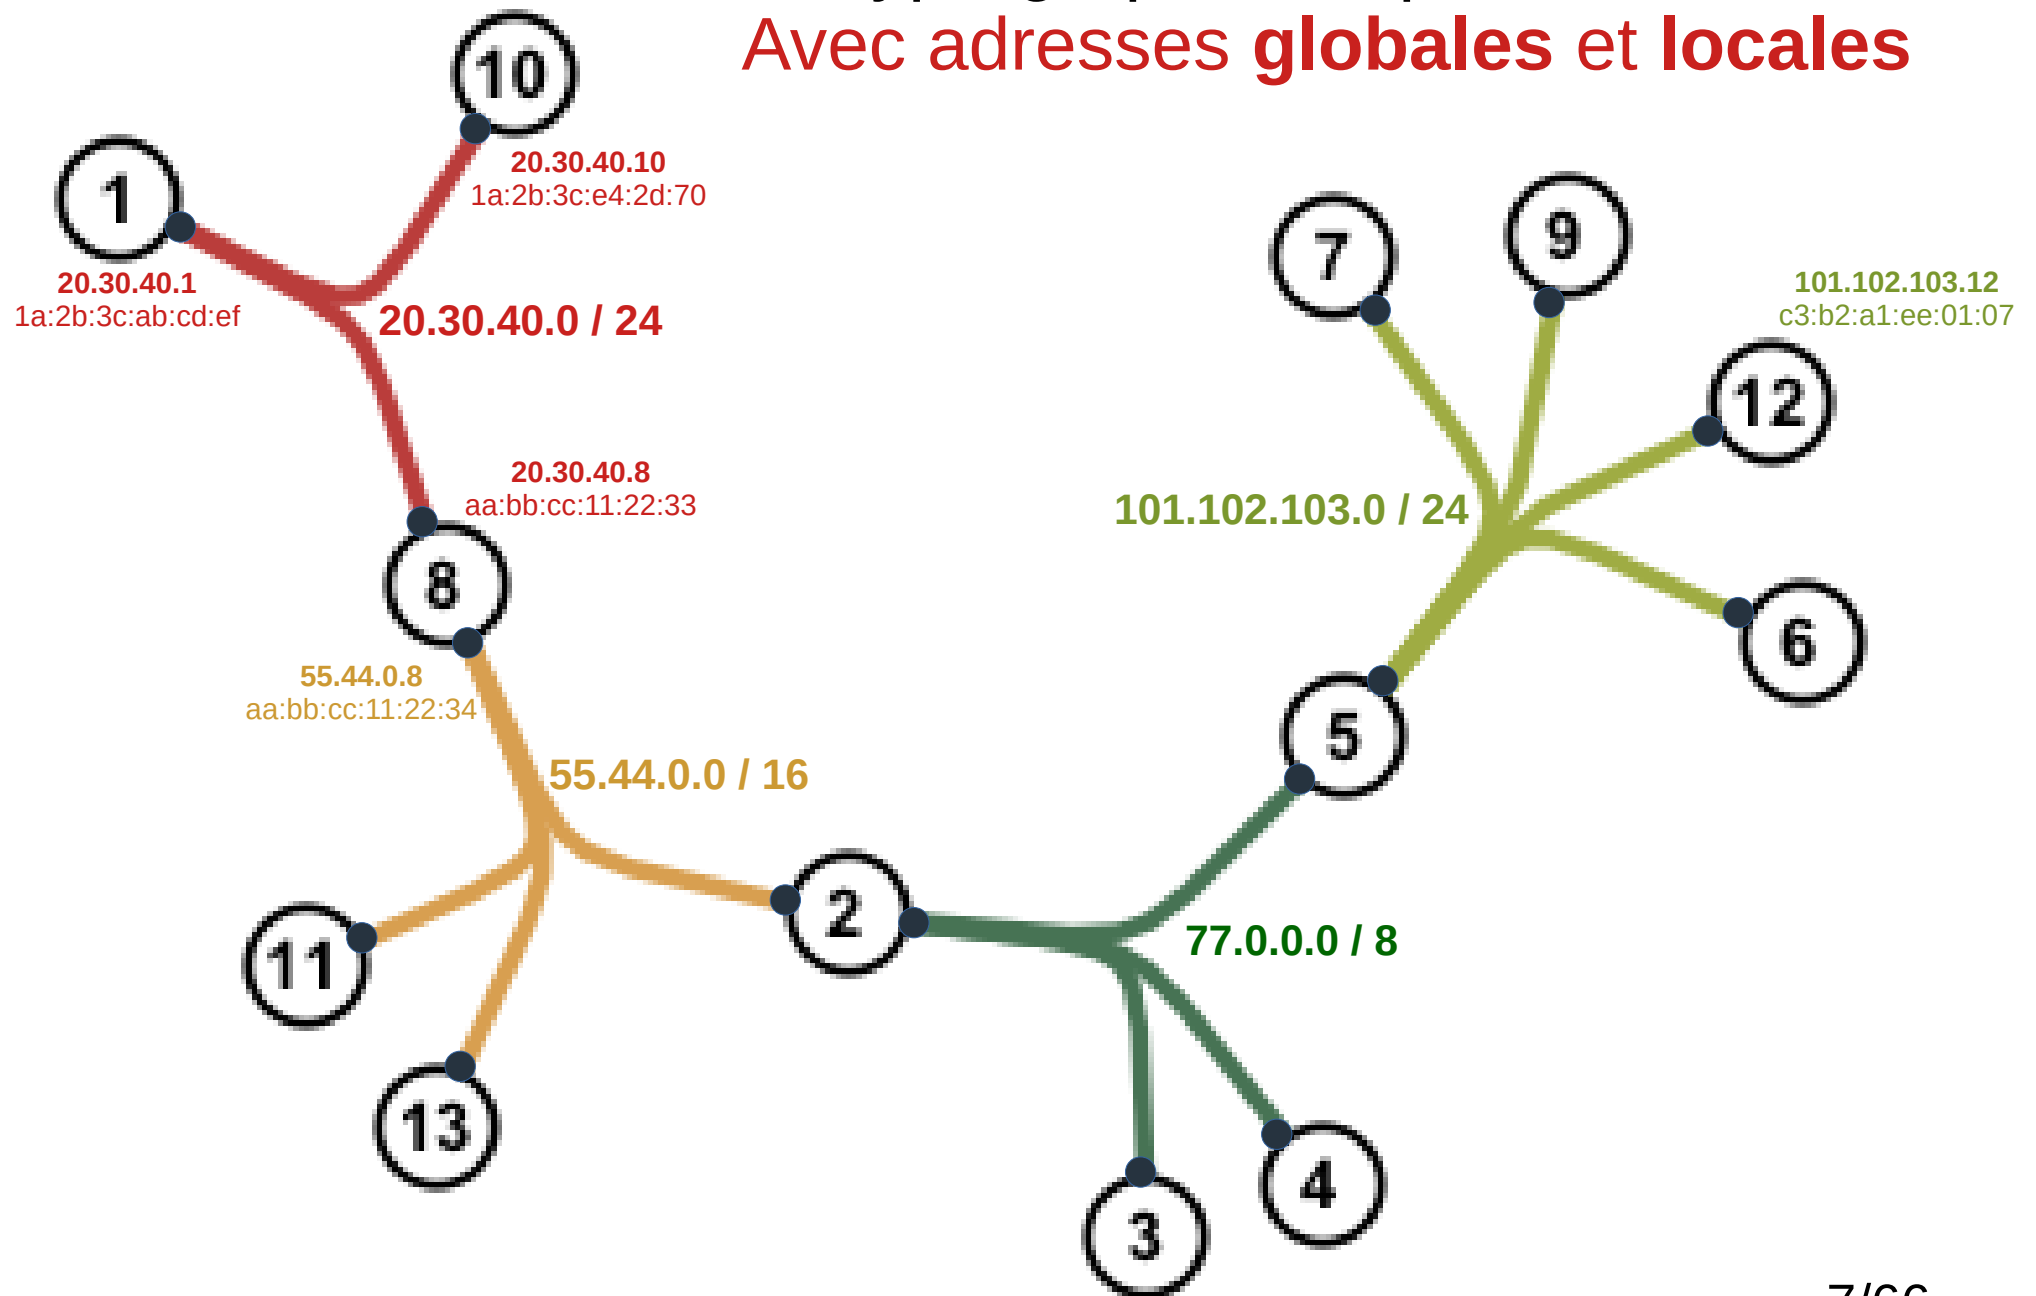 Avec adresses globales et locales
10
20.30.40.10
1a:2b:3c:e4:2d:70
1
20.30.40.1
1a:2b:3c:ab:cd:ef
20.30.40.0 / 24
7
9
101.102.103.12
c3:b2:a1:ee:01:07
12
20.30.40.8
aa:bb:cc:11:22:33
101.102.103.0 / 24
8
6
55.44.0.8
aa:bb:cc:11:22:34
5
55.44.0.0 / 16
2
77.0.0.0 / 8
11
13
4
3
7/66